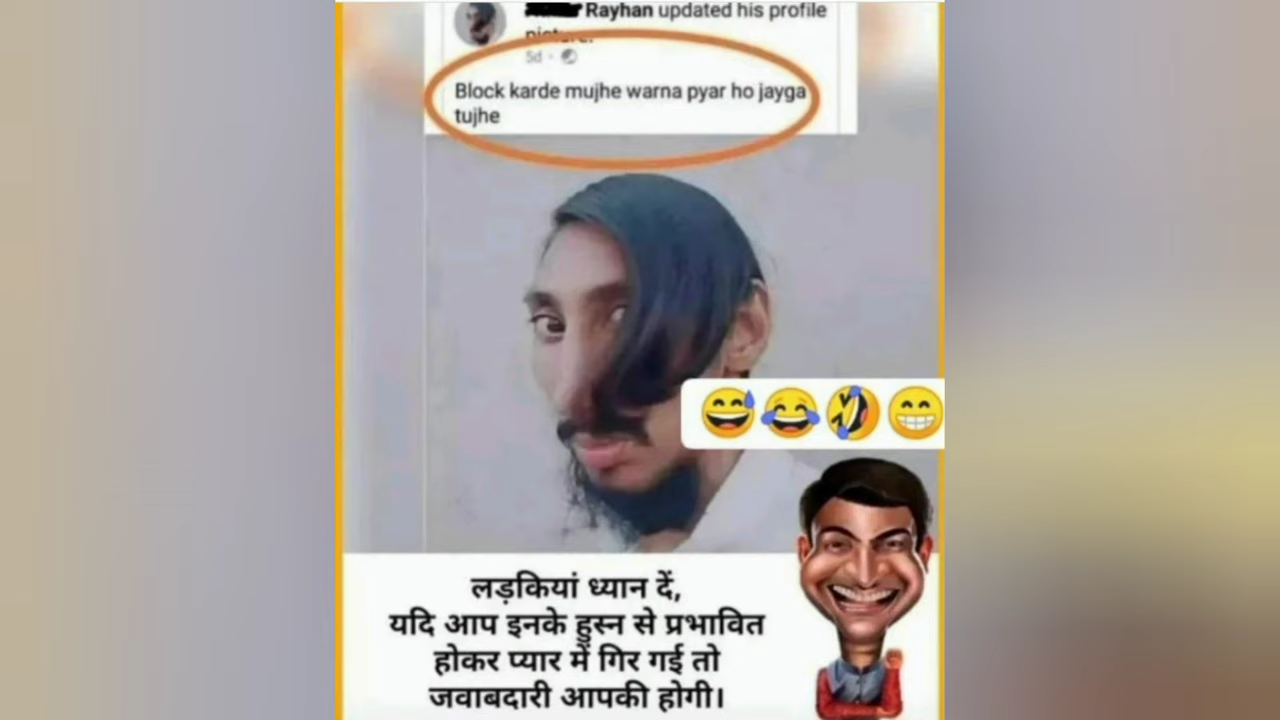 Rayhan updated his profile
picture.
5d
Block karde mujhe warna pyar ho jayga
tujhe
लड़कियां ध्यान दें,
यदि आप इनके हुस्न से प्रभावित
होकर प्यार में गिर गई तो
जवाबदारी आपकी होगी।